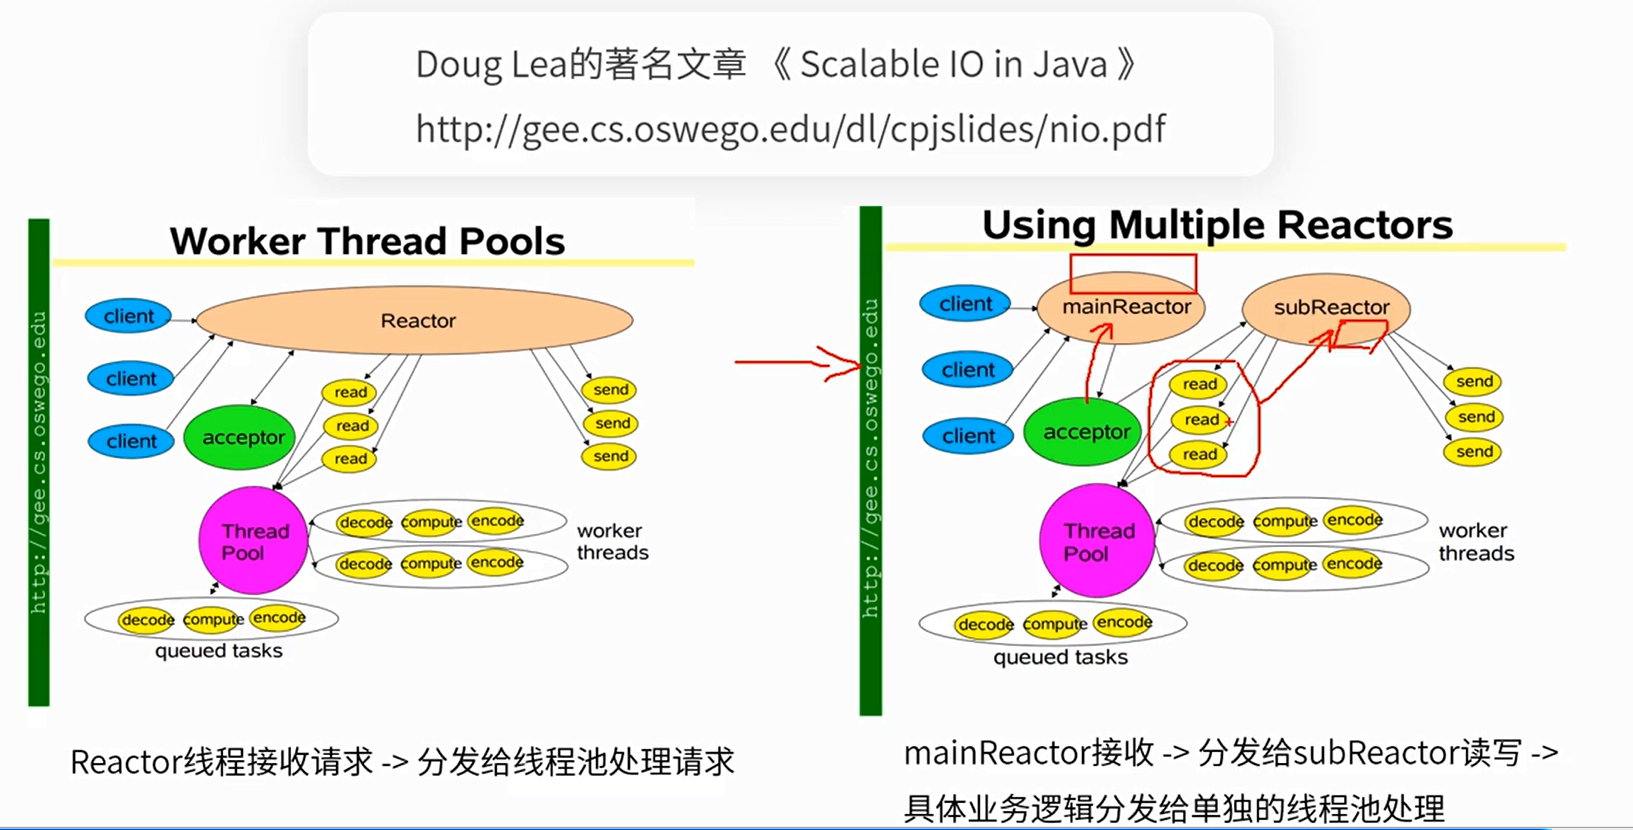 Doug Lea的著名文章 《 Scalable IO in Java 》
http://gee.cs.oswego.edu/dl/cpjslides/nio.pdf
Worker Thread Pools
http://gee.cs.oswego.edu
client
Reactor
client
read
send
client
acceptor
read
send
read
send
Thread
Pool
decode compute encode
decode compute encode
worker
threads
decode compute encode
queued tasks
Reactor线程接收请求 -> 分发给线程池处理请求
Using Multiple Reactors
http://gee.cs.oswego.edu
client
mainReactor
subReactor
client
read
send
client
acceptor
read
send
read
send
Thread
Pool
decode compute encode
decode compute encode
worker
threads
decode compute encode
queued tasks
mainReactor接收 -> 分发给subReactor读写 ->
具体业务逻辑分发给单独的线程池处理